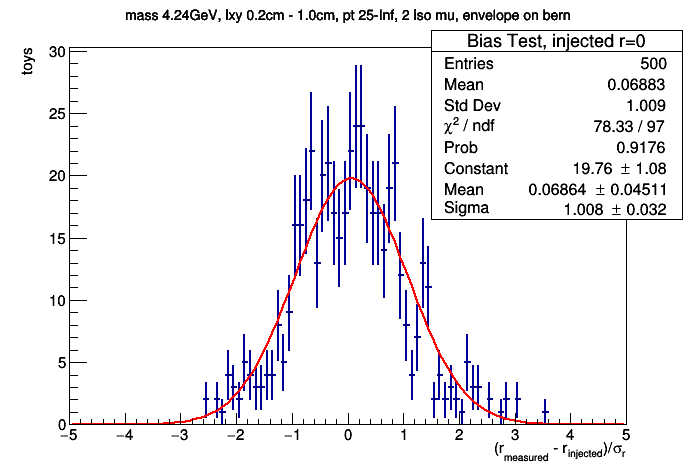 mass 4.24GeV, lxy 0.2cm - 1.0cm, pt 25-Inf, 2 iso mu, envelope on bern
Bias Test, injected r=0
Entries 500
Mean 0.06883
Std Dev 1.009
χ² / ndf 78.33 / 97
Prob 0.9176
Constant 19.76 ± 1.08
Mean 0.06864 ± 0.04511
Sigma 1.008 ± 0.032
toys
30
25
20
15
10
5
0
−5 −4 −3 −2 −1 0 1 2 3 4 5
(r_measured - r_injected)/σ_r